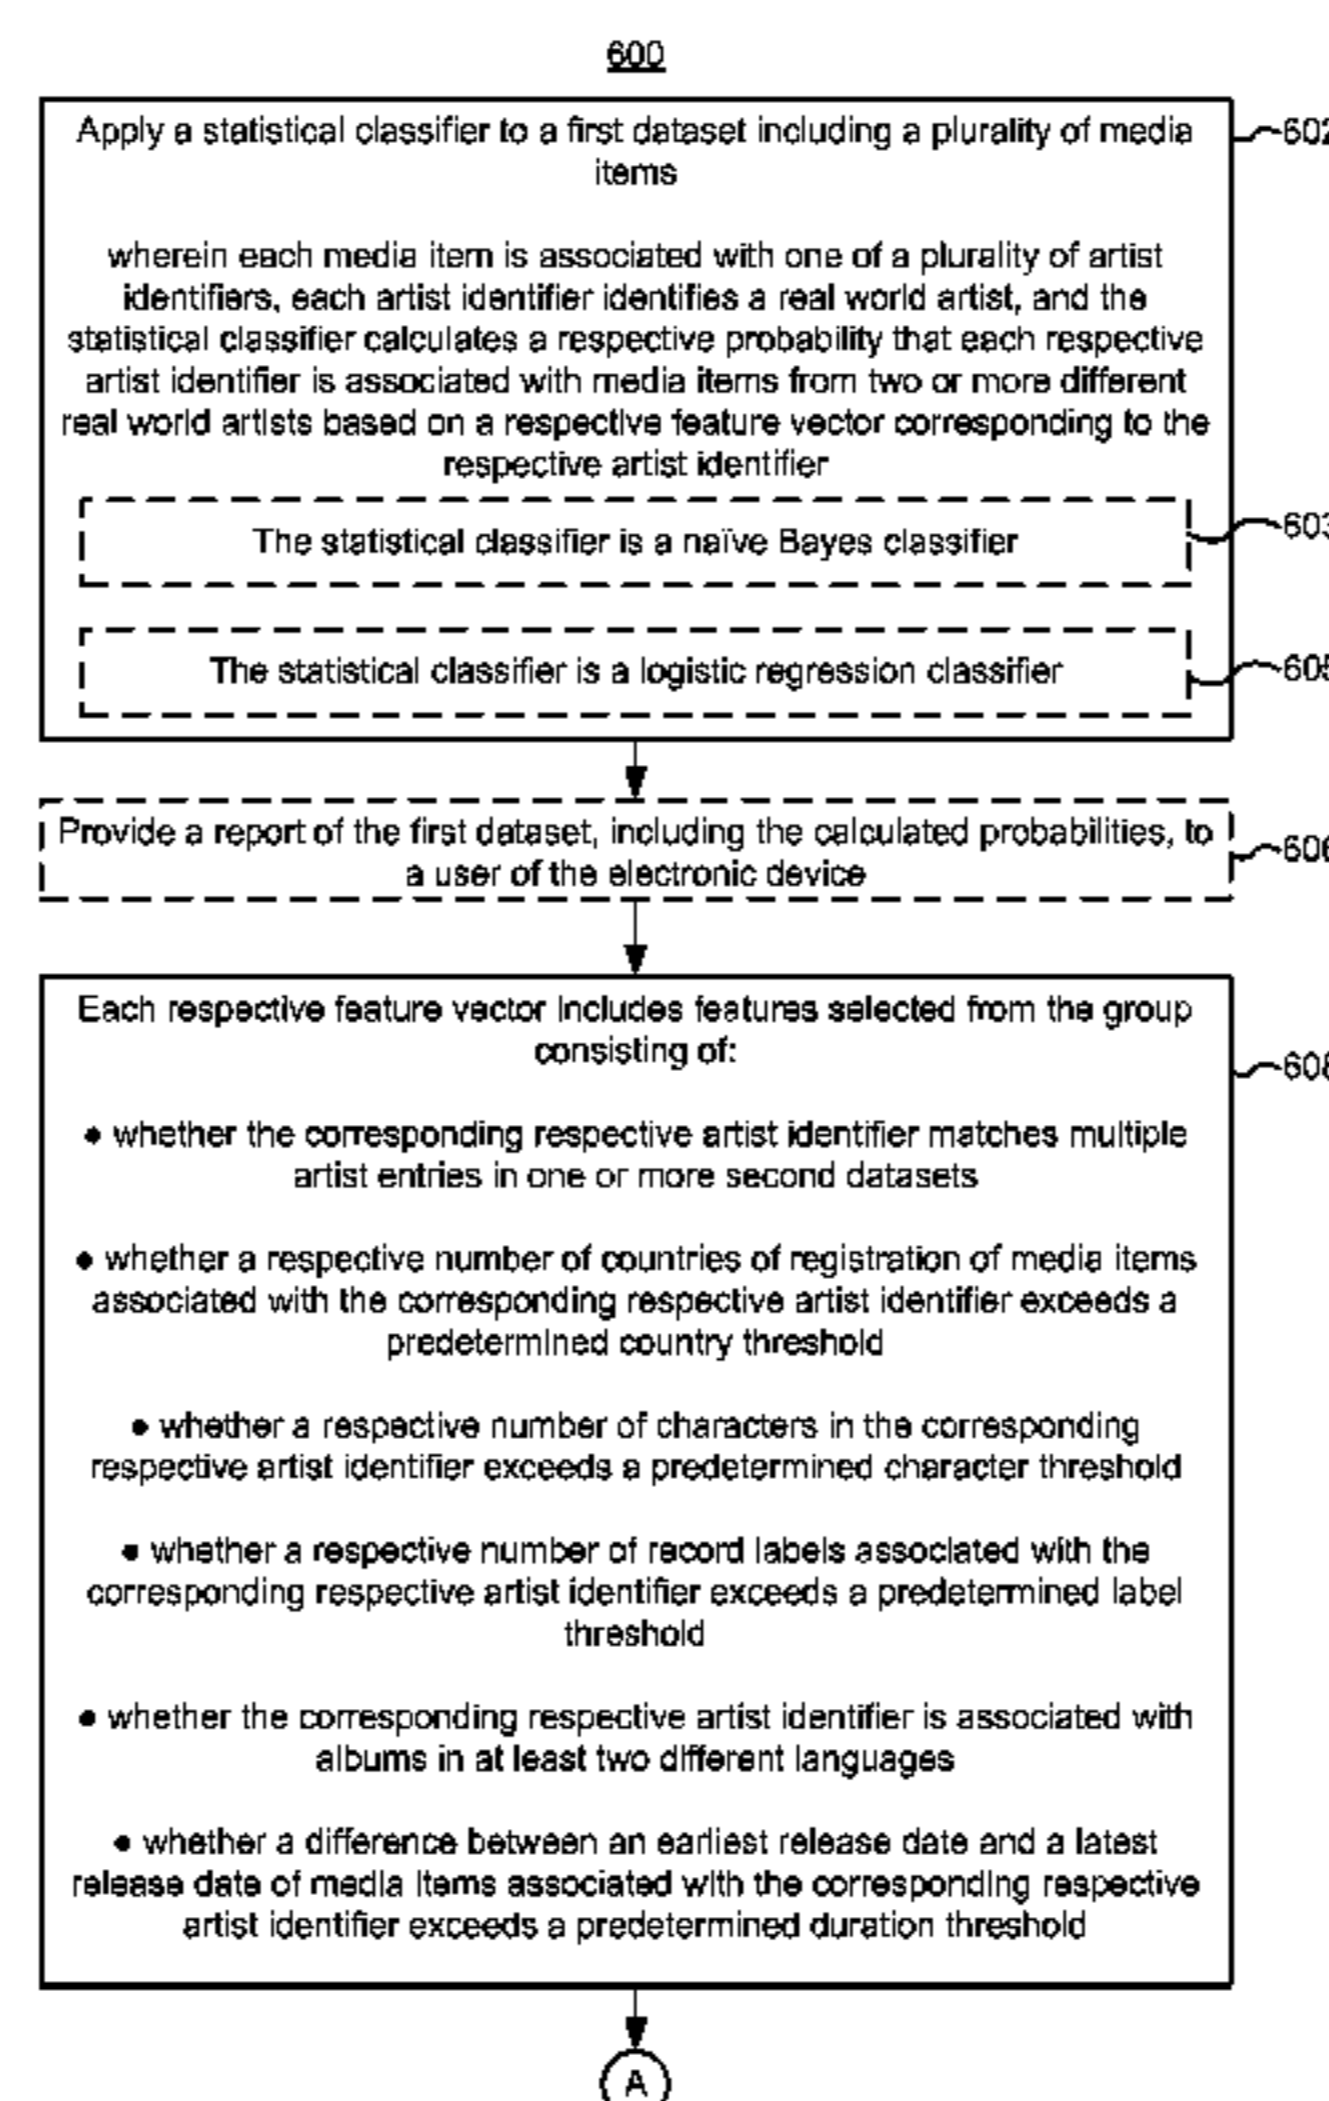 600
Apply a statistical classifier to a first dataset including a plurality of media
items
602
wherein each media item is associated with one of a plurality of artist
identifiers, each artist identifier identifies a real world artist, and the
statistical classifier calculates a respective probability that each respective
artist identifier is associated with media items from two or more different
real world artists based on a respective feature vector corresponding to the
respective artist identifier
The statistical classifier is a naïve Bayes classifier
603
The statistical classifier is a logistic regression classifier
605
Provide a report of the first dataset, including the calculated probabilities, to
a user of the electronic device
606
Each respective feature vector includes features selected from the group
consisting of:
608
● whether the corresponding respective artist identifier matches multiple
artist entries in one or more second datasets
● whether a respective number of countries of registration of media items
associated with the corresponding respective artist identifier exceeds a
predetermined country threshold
● whether a respective number of characters in the corresponding
respective artist identifier exceeds a predetermined character threshold
● whether a respective number of record labels associated with the
corresponding respective artist identifier exceeds a predetermined label
threshold
● whether the corresponding respective artist identifier is associated with
albums in at least two different languages
● whether a difference between an earliest release date and a latest
release date of media items associated with the corresponding respective
artist identifier exceeds a predetermined duration threshold
A